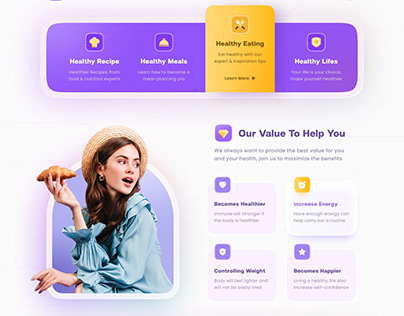 Healthy Recipe
Healthier Recipes, from
food & nutrition experts
Healthy Meals
Learn how to become a
meal-planning pro
Healthy Eating
Eat healthy with our
expert & inspiration tips
Learn More
Healthy Lifes
Your life is your choice,
make yourself healthier
Our Value To Help You
We always want to provide the best value for you
and your health, join us to maximize the benefits
Becomes Healthier
Immune will stronger if
the body is healthier
Increase Energy
Have enough energy can
help carry out a routine
Controlling Weight
Body will feel lighter and
will not be easily tired
Becomes Happier
Living a healthy life also
increase self-confidence